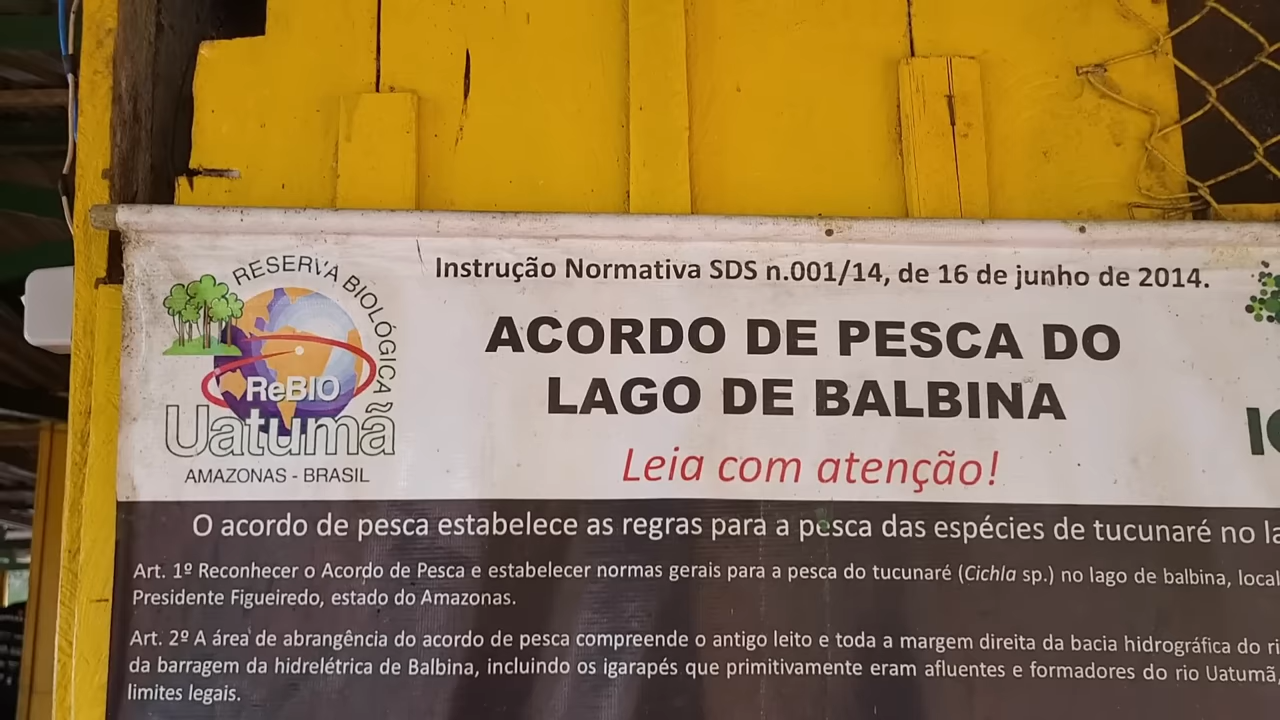 RESERVA BIOLÓGICA
ReBIO
Uatumã
AMAZONAS - BRASIL
Instrução Normativa SDS n.001/14, de 16 de junho de 2014.
ACORDO DE PESCA DO
LAGO DE BALBINA
Leia com atenção!
O acordo de pesca estabelece as regras para a pesca das espécies de tucunaré no
Art. 1º Reconhecer o Acordo de Pesca e estabelecer normas gerais para a pesca do tucunaré (Cichla sp.) no lago de balbina,
Presidente Figueiredo, estado do Amazonas.
Art. 2º A área de abrangência do acordo de pesca compreende o antigo leito e toda a margem direita da bacia hidrográfica do
da barragem da hidrelétrica de Balbina, incluindo os igarapés que primitivamente eram afluentes e formadores do rio Uatumã,
limites legais.